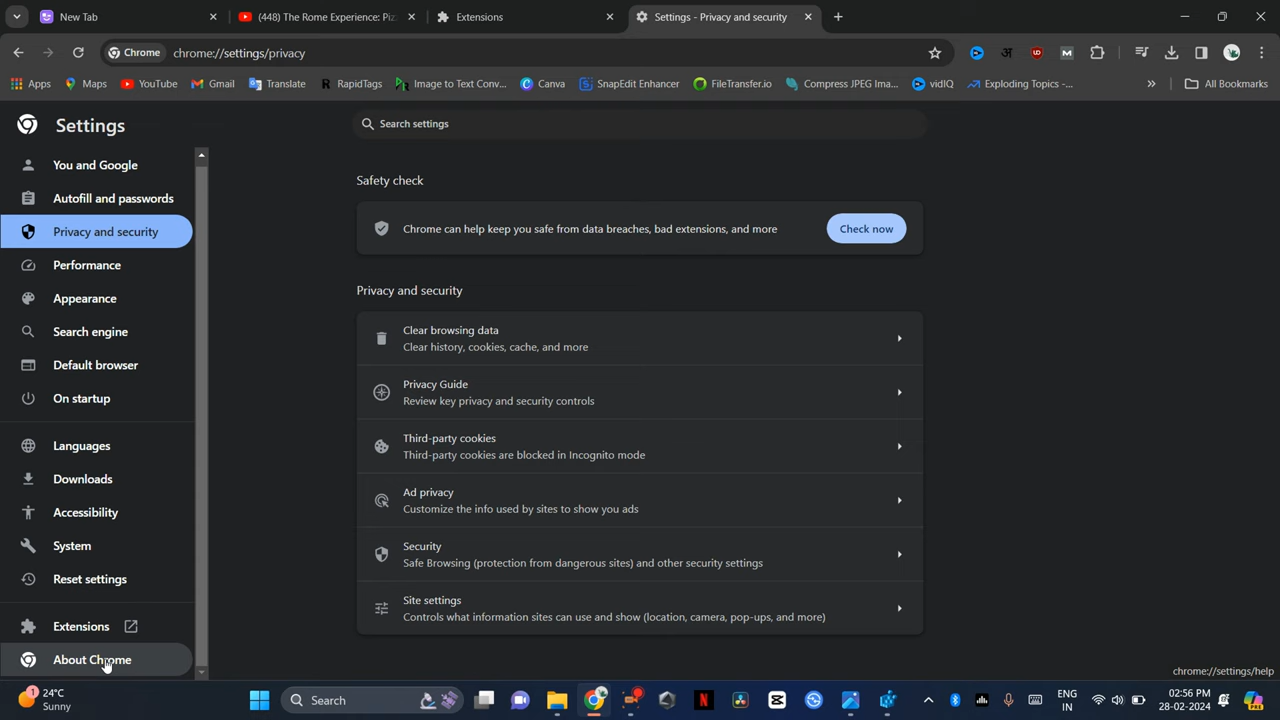 New Tab
(448) The Rome Experience: Piz
Extensions
Settings - Privacy and security
Chrome
chrome://settings/privacy
अ
Apps
Maps
YouTube
Gmail
Translate
RapidTags
Image to Text Conv...
Canva
SnapEdit Enhancer
FileTransfer.io
Compress JPEG Ima...
vidIQ
Exploding Topics -...
All Bookmarks
Settings
Search settings
You and Google
Autofill and passwords
Privacy and security
Performance
Appearance
Search engine
Default browser
On startup
Languages
Downloads
Accessibility
System
Reset settings
Extensions
About Chrome
Safety check
Chrome can help keep you safe from data breaches, bad extensions, and more
Check now
Privacy and security
Clear browsing data
Clear history, cookies, cache, and more
Privacy Guide
Review key privacy and security controls
Third-party cookies
Third-party cookies are blocked in Incognito mode
Ad privacy
Customize the info used by sites to show you ads
Security
Safe Browsing (protection from dangerous sites) and other security settings
Site settings
Controls what information sites can use and show (location, camera, pop-ups, and more)
chrome://settings/help
1
24°C
Sunny
Search
ENG
IN
02:56 PM
28-02-2024